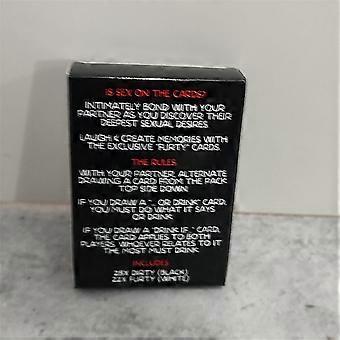 IS SEX ON THE CARDS?
INTIMATELY BOND WITH YOUR
PARTNER AS YOU DISCOVER THEIR
DEEPEST SEXUAL DESIRES
LAUGH & CREATE MEMORIES WITH
THE EXCLUSIVE "FURTY" CARDS.
THE RULES
WITH YOUR PARTNER, ALTERNATE
DRAWING A CARD FROM THE PACK
TOP SIDE DOWN.
IF YOU DRAW A "... OR DRINK" CARD,
YOU MUST DO WHAT IT SAYS
OR DRINK
IF YOU DRAW A "DRINK IF..." CARD,
THE CARD APPLIES TO BOTH
PLAYERS, WHOEVER RELATES TO IT
THE MOST MUST DRINK
INCLUDES
28X DIRTY (BLACK)
22X FURTY (WHITE)